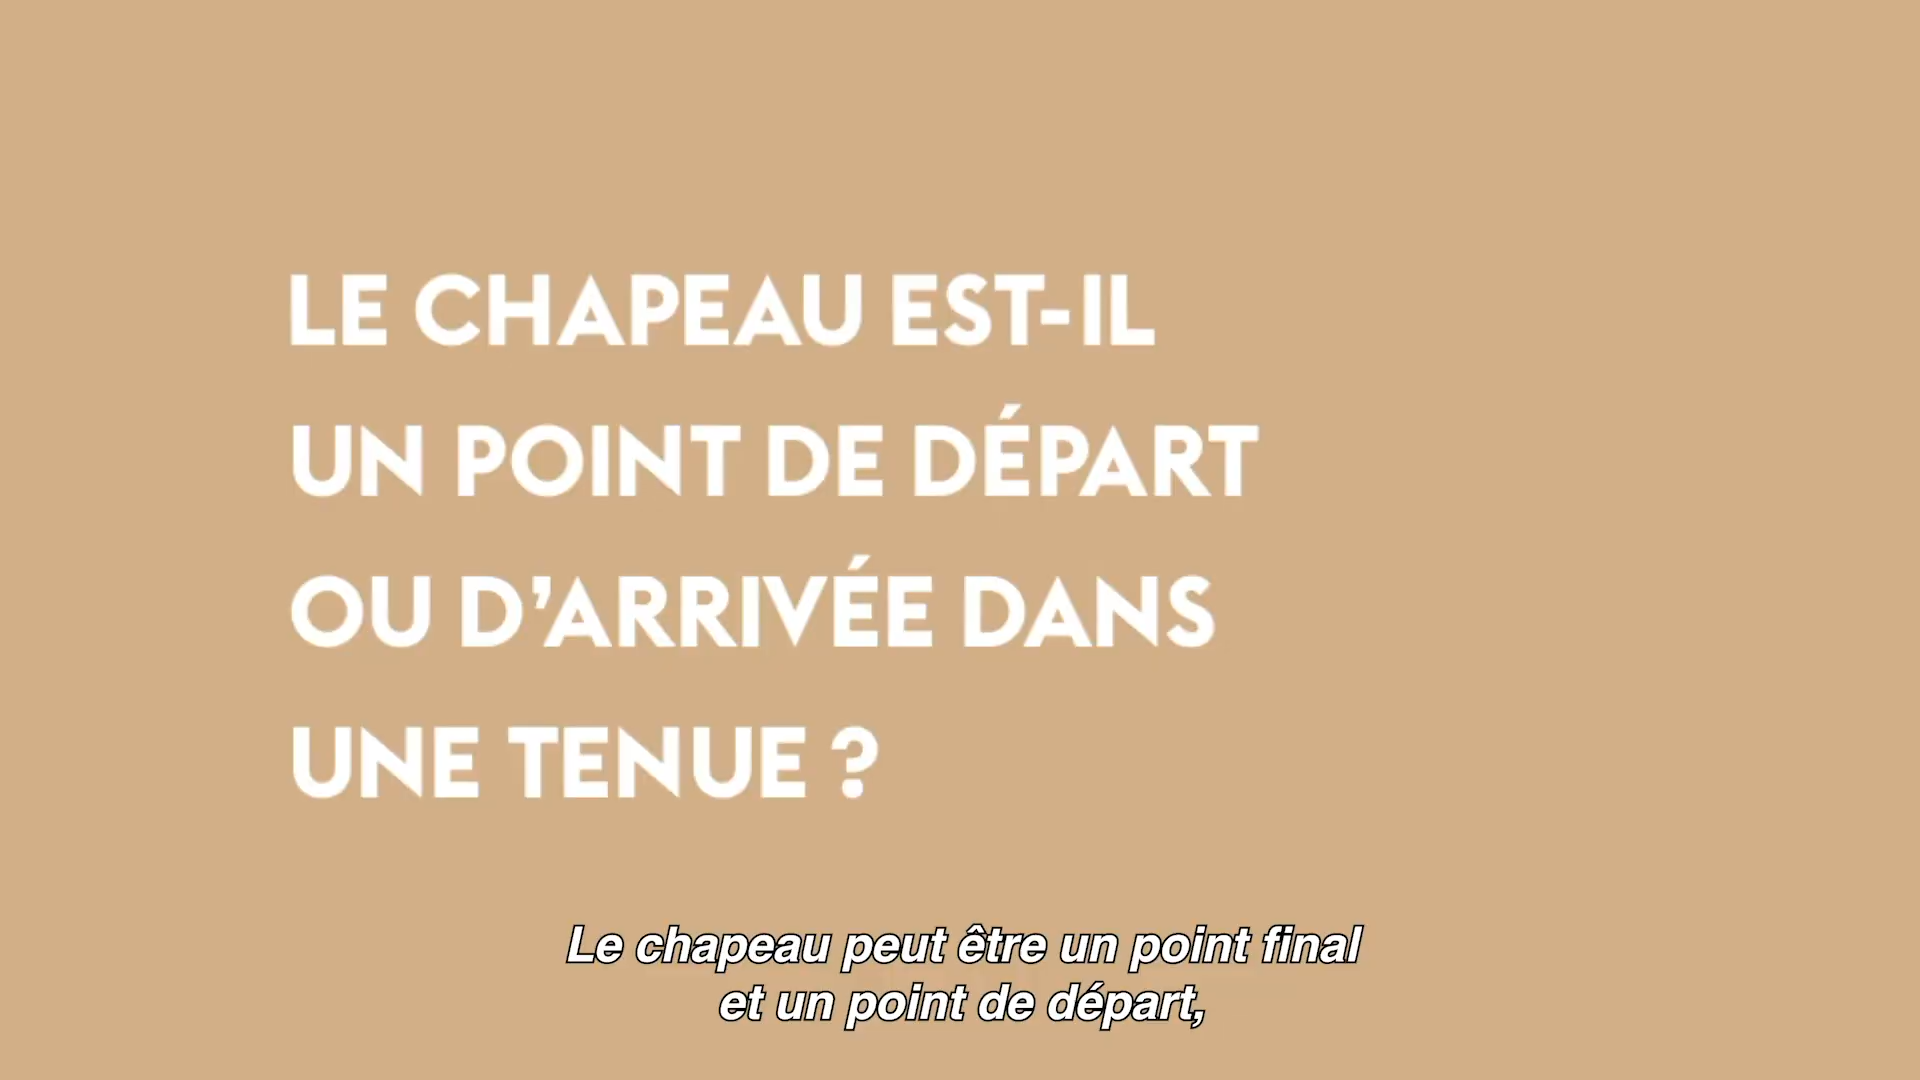 LE CHAPEAU EST-IL
UN POINT DE DÉPART
OU D’ARRIVÉE DANS
UNE TENUE ?
Le chapeau peut être un point final
et un point de départ,